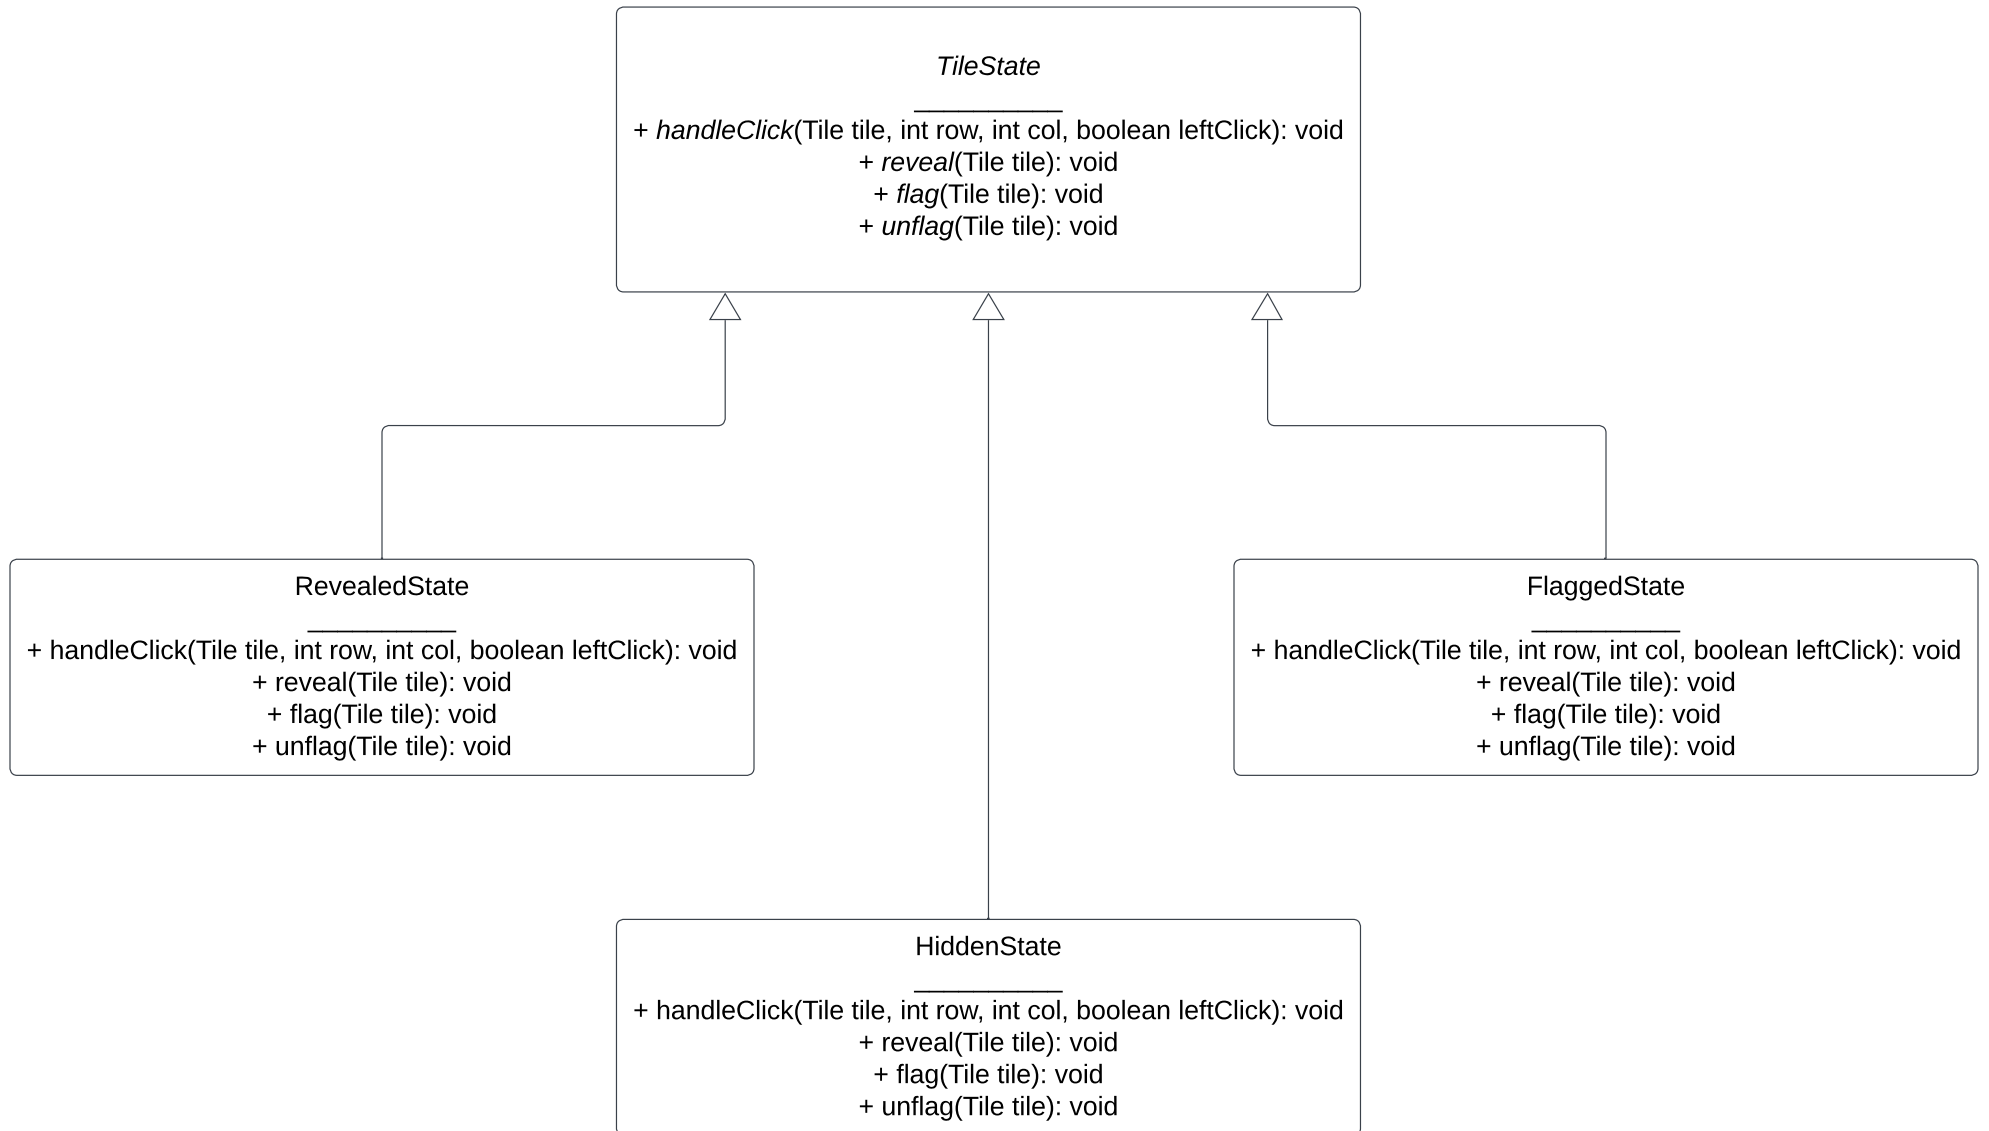 TileState
__________
+ handleClick(Tile tile, int row, int col, boolean leftClick): void
+ reveal(Tile tile): void
+ flag(Tile tile): void
+ unflag(Tile tile): void
RevealedState
__________
+ handleClick(Tile tile, int row, int col, boolean leftClick): void
+ reveal(Tile tile): void
+ flag(Tile tile): void
+ unflag(Tile tile): void
FlaggedState
__________
+ handleClick(Tile tile, int row, int col, boolean leftClick): void
+ reveal(Tile tile): void
+ flag(Tile tile): void
+ unflag(Tile tile): void
HiddenState
__________
+ handleClick(Tile tile, int row, int col, boolean leftClick): void
+ reveal(Tile tile): void
+ flag(Tile tile): void
+ unflag(Tile tile): void